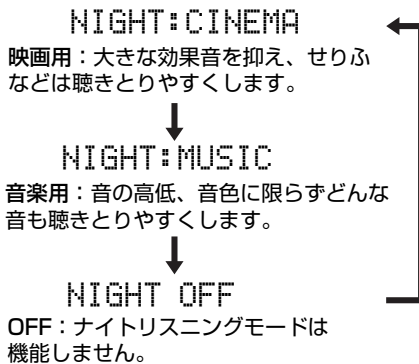 NIGHT:CINEMA
映画用：大きな効果音を抑え、せりふ
などは聴きとりやすくします。
NIGHT:MUSIC
音楽用：音の高低、音色に限らずどんな
音も聴きとりやすくします。
NIGHT OFF
OFF：ナイトリスニングモードは
機能しません。